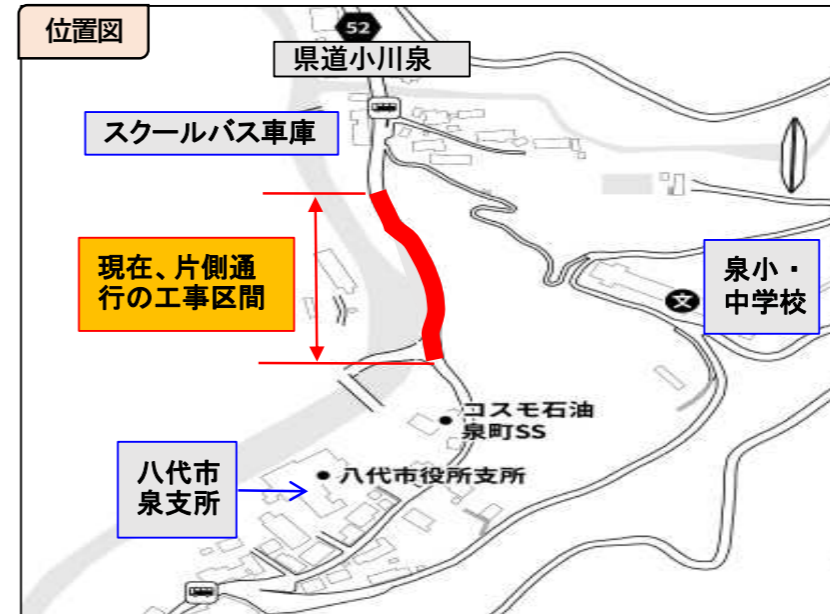 位置図
52
県道小川泉
スクールバス車庫
現在、片側通
行の工事区間
泉小・
中学校
文
コスモ石油
泉町SS
八代市
泉支所
八代市役所支所